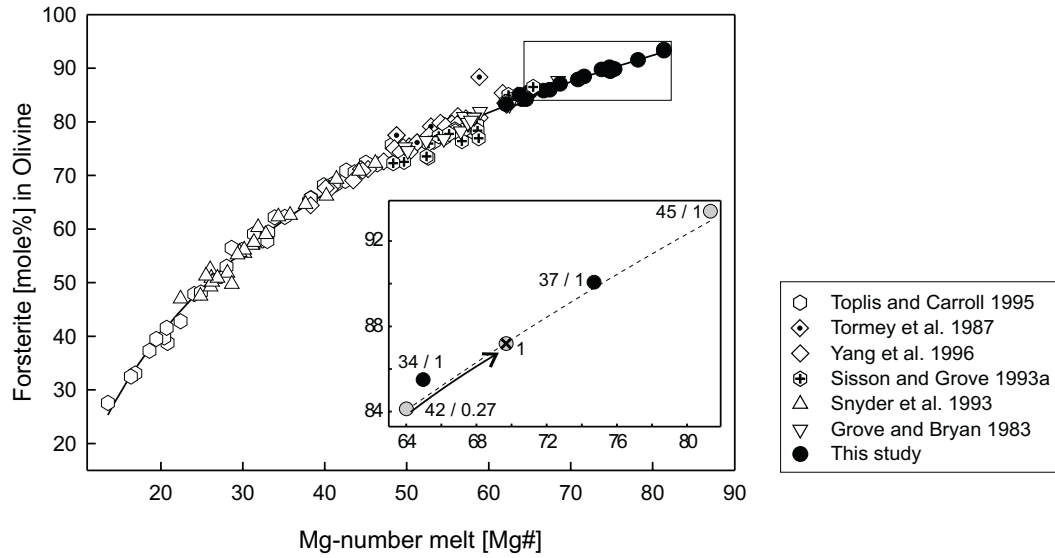 Forsterite [mole%] in Olivine
100
90
80
70
60
50
40
30
20
20
30
40
50
60
70
80
90
Mg-number melt [Mg#]
92
88
84
64
68
72
76
80
45 / 1
37 / 1
34 / 1
1
42 / 0.27
Toplis and Carroll 1995
Tormey et al. 1987
Yang et al. 1996
Sisson and Grove 1993a
Snyder et al. 1993
Grove and Bryan 1983
This study